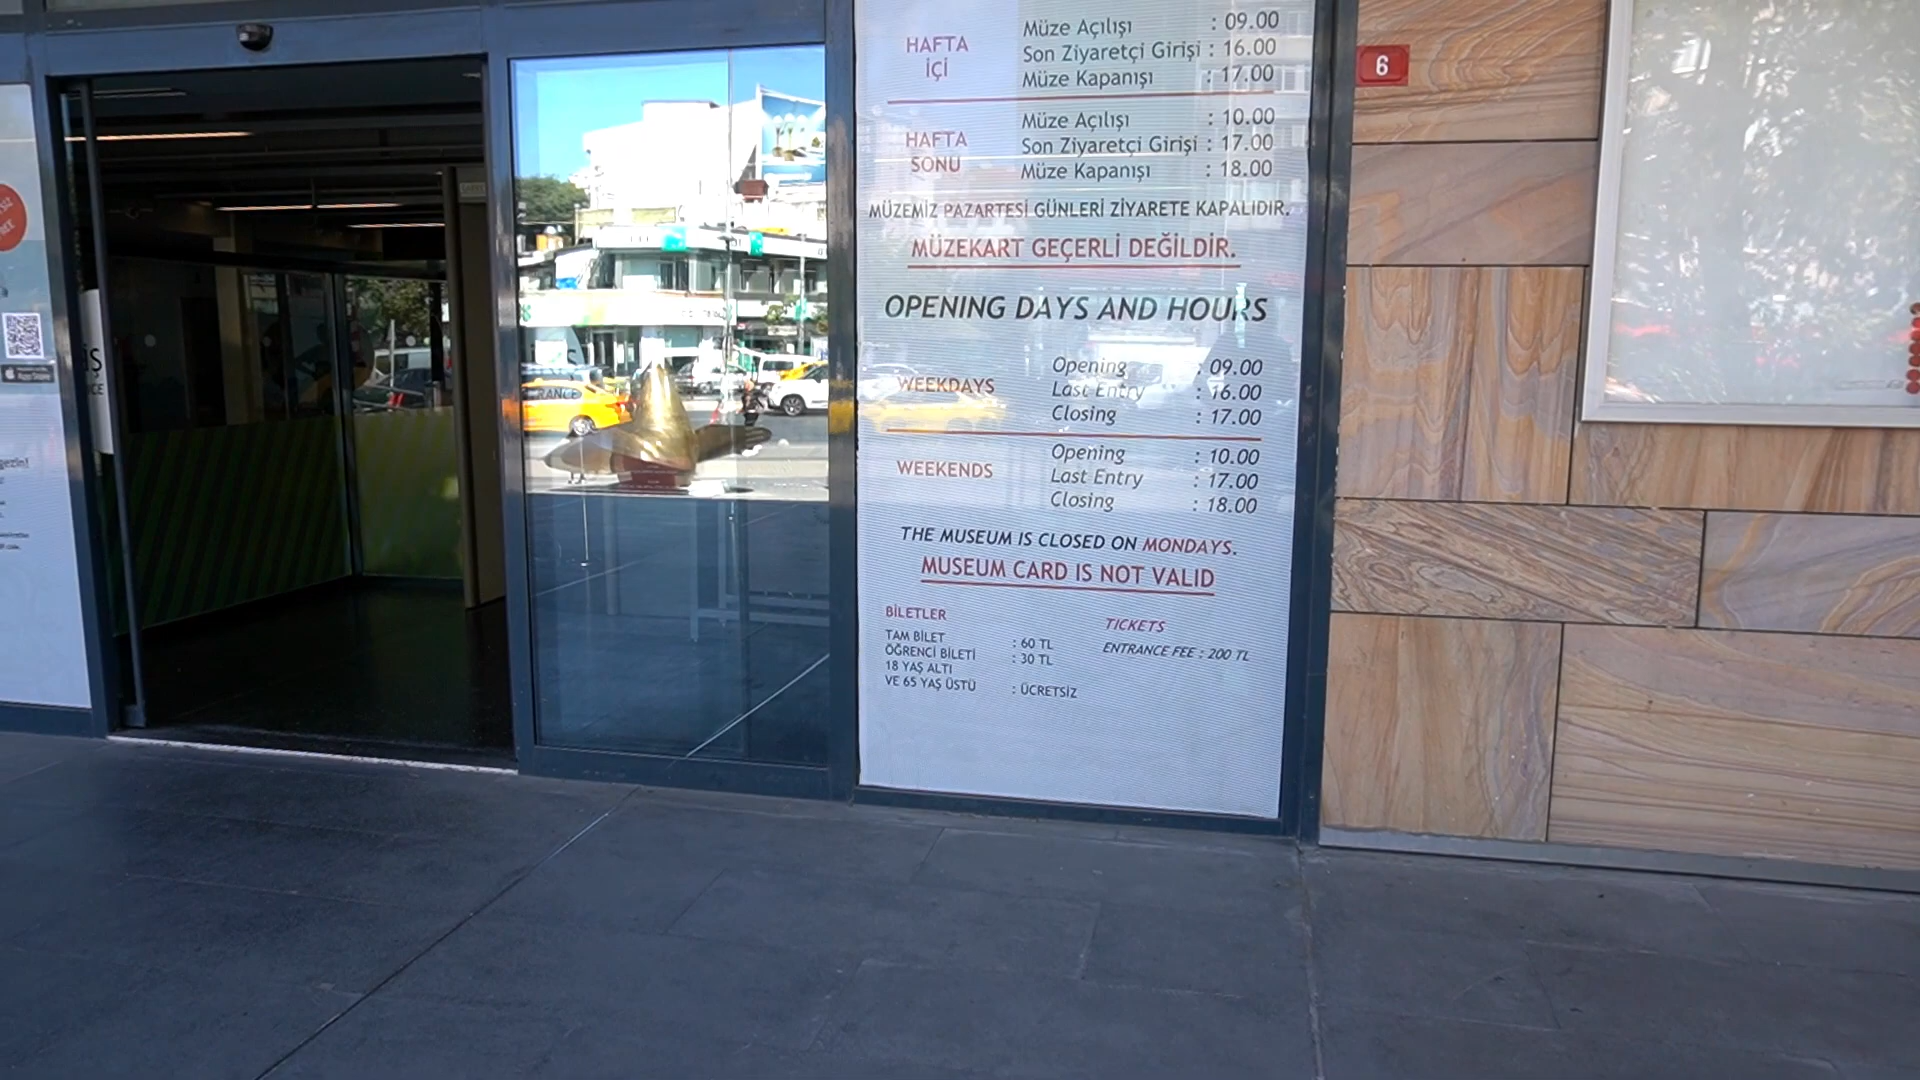 HAFTA İÇİ
Müze Açılışı : 09.00
Son Ziyaretçi Girişi : 16.00
Müze Kapanışı : 17.00
HAFTA SONU
Müze Açılışı : 10.00
Son Ziyaretçi Girişi : 17.00
Müze Kapanışı : 18.00
MÜZEMİZ PAZARTESİ GÜNLERİ ZİYARETE KAPALIDIR.
MÜZEKART GEÇERLİ DEĞİLDİR.
OPENING DAYS AND HOURS
WEEKDAYS
Opening : 09.00
Last Entry : 16.00
Closing : 17.00
WEEKENDS
Opening : 10.00
Last Entry : 17.00
Closing : 18.00
THE MUSEUM IS CLOSED ON MONDAYS.
MUSEUM CARD IS NOT VALID
BİLETLER
TAM BİLET : 60 TL
ÖĞRENCİ BİLETİ : 30 TL
18 YAŞ ALTI
VE 65 YAŞ ÜSTÜ : ÜCRETSİZ
TICKETS
ENTRANCE FEE : 200 TL
6
App Store